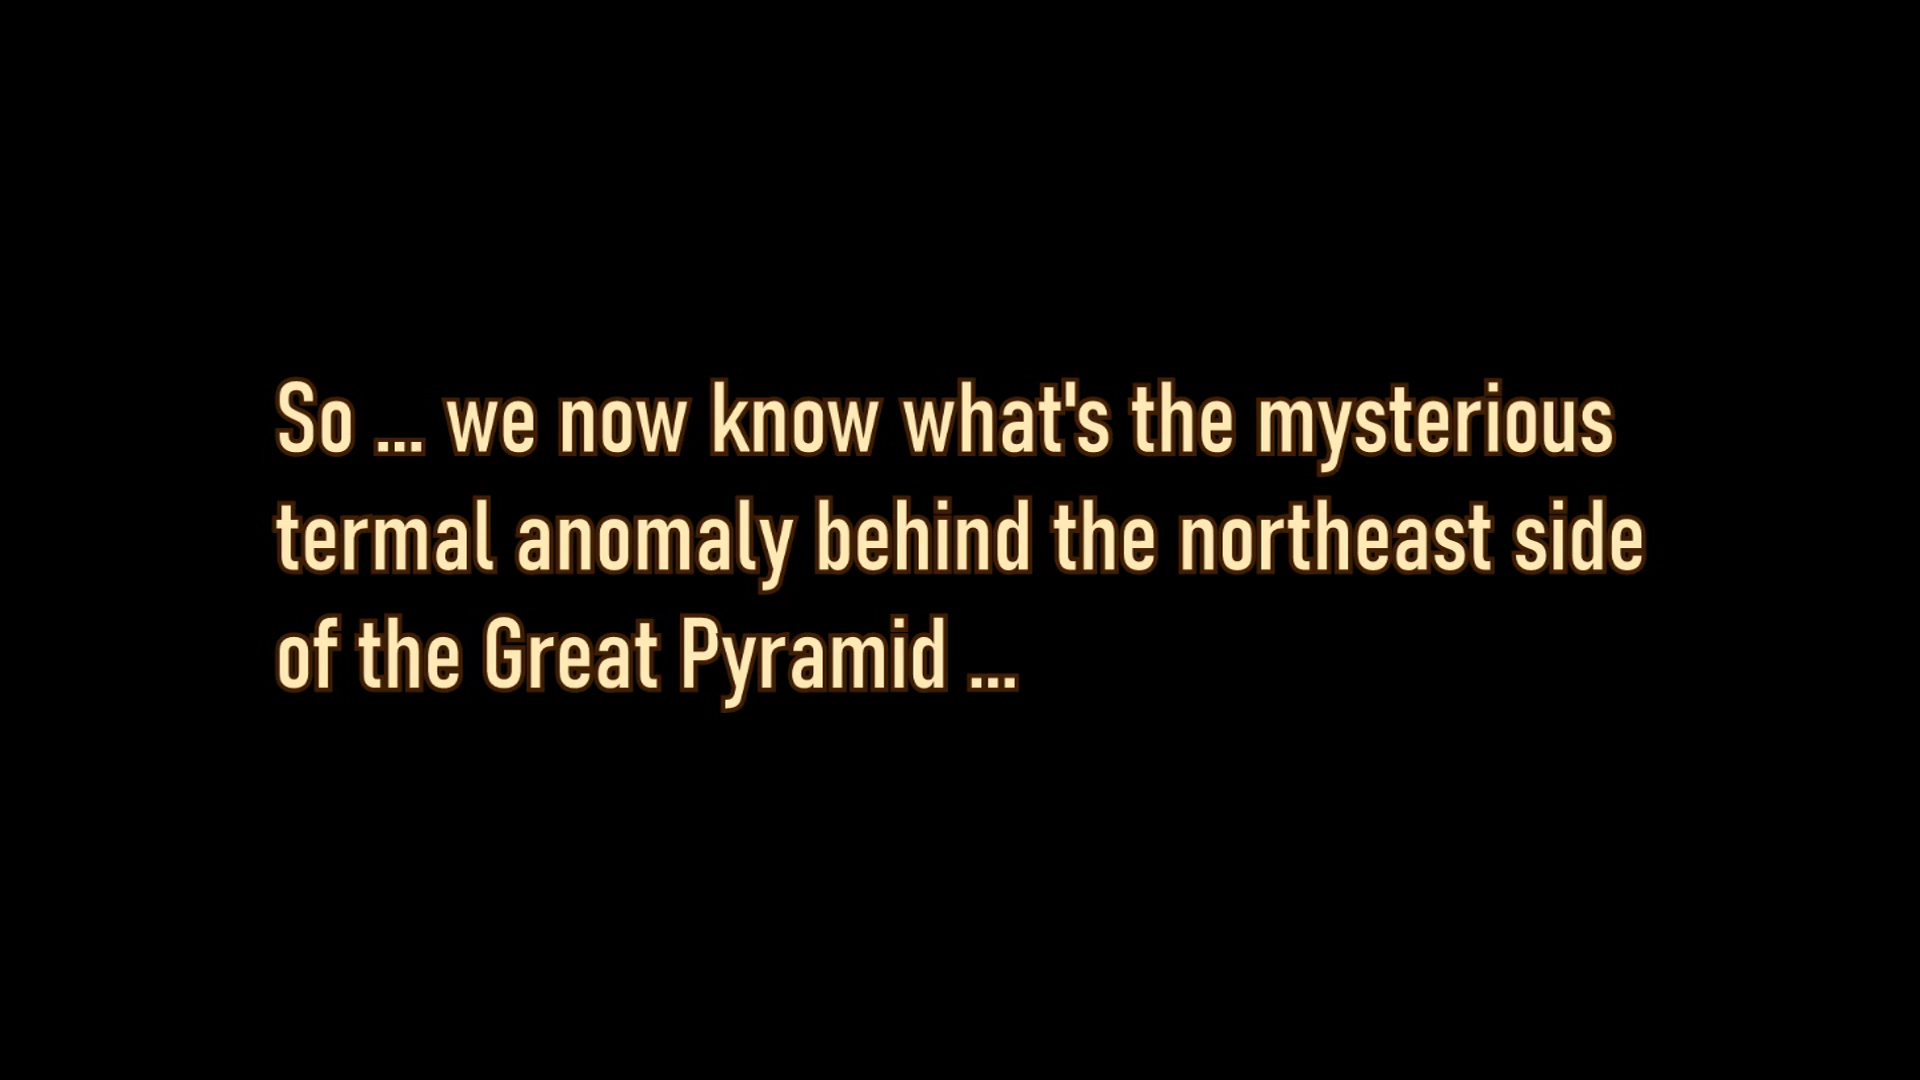 So ... we now know what's the mysterious
termal anomaly behind the northeast side
of the Great Pyramid ...